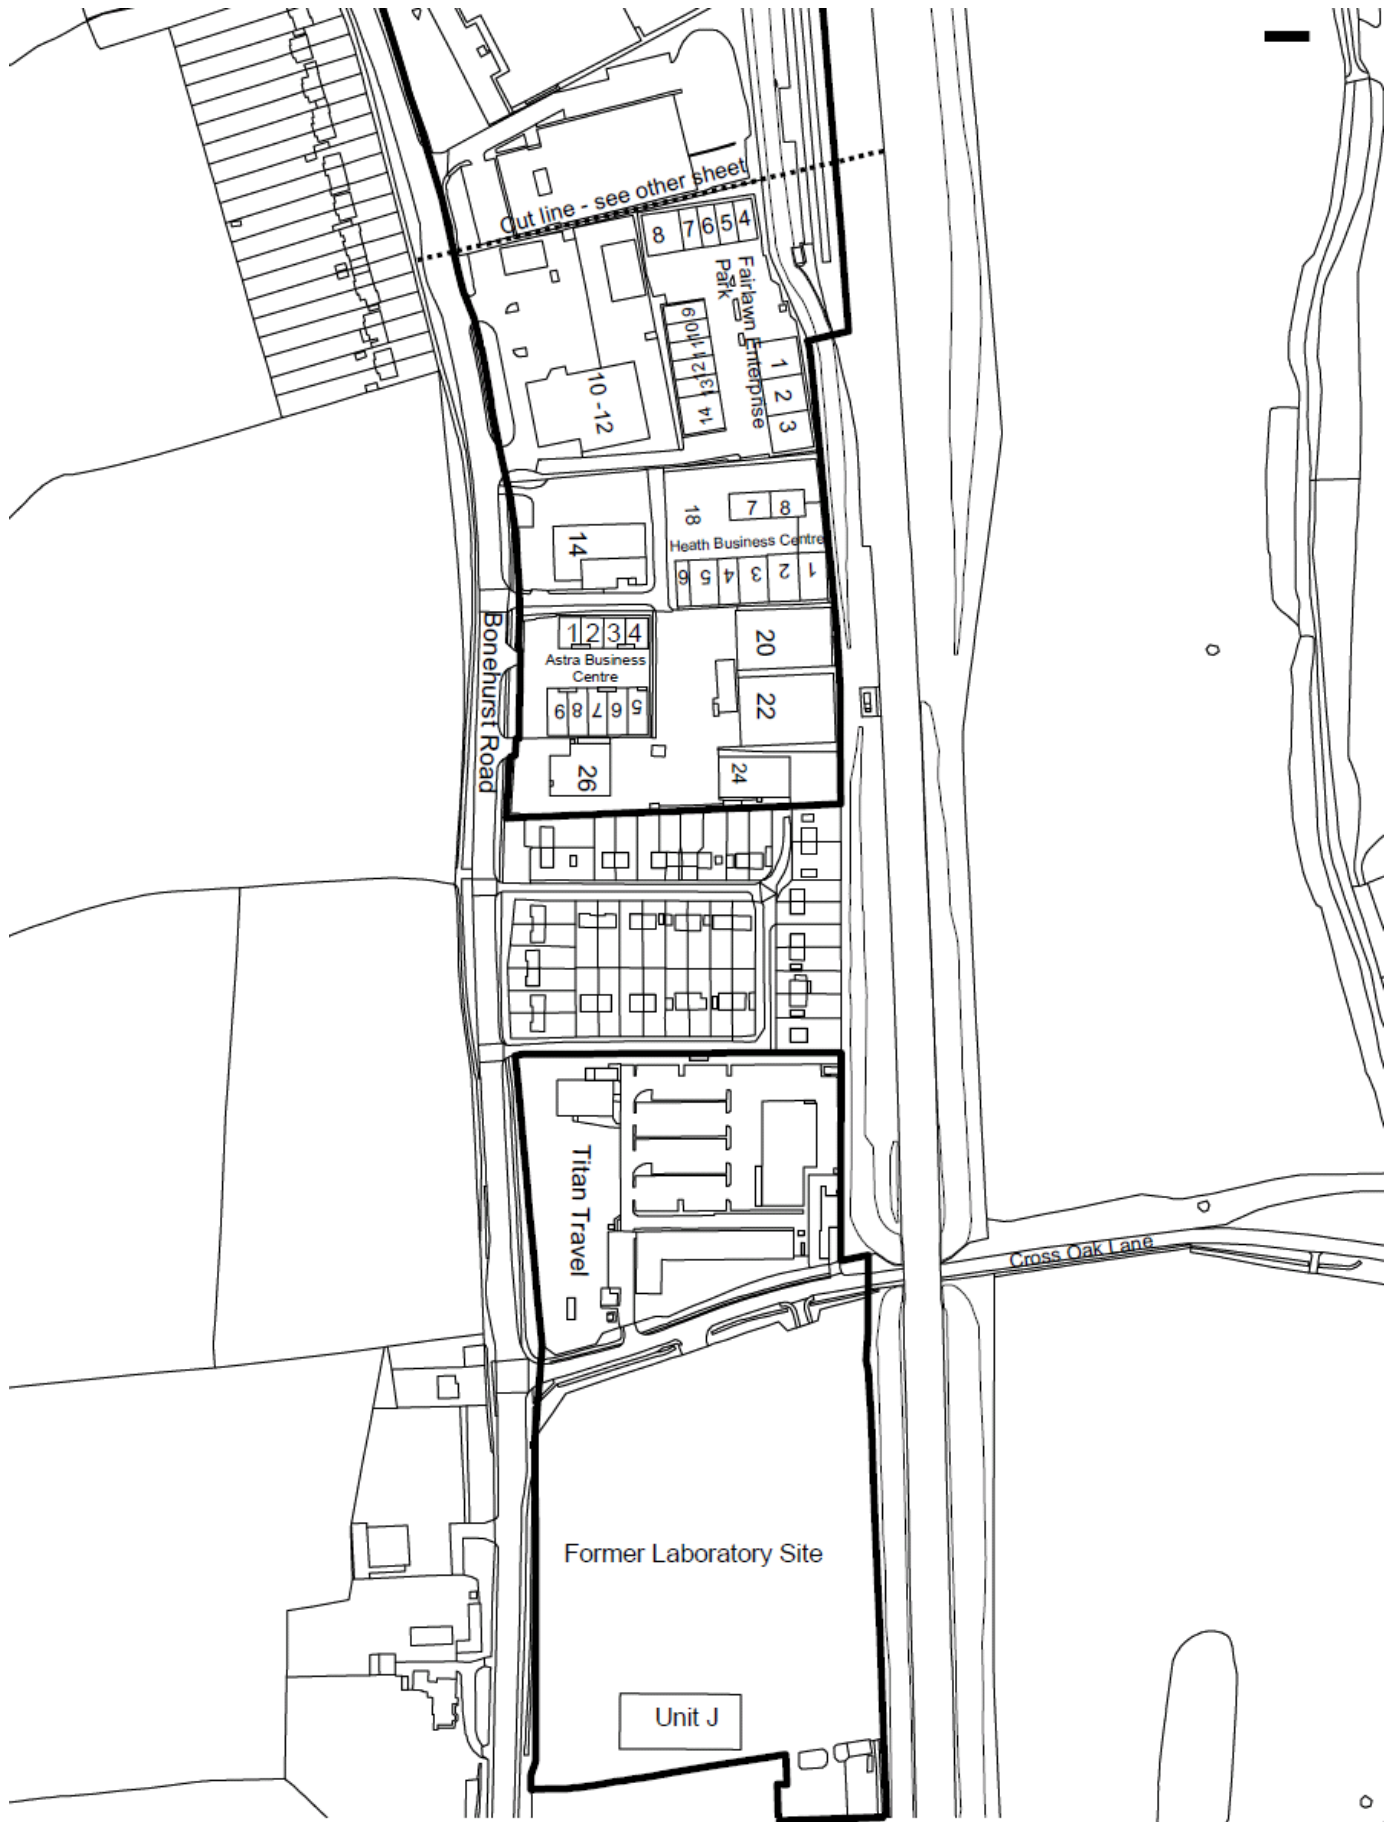 Cut line - see other sheet
8 7 6 5 4
Fairlawn Enterprise
Park
9
10
11
12
13
14
1
2
3
10 -12
14
18
7 8
Heath Business Centre
6 5 4 3 2 1
Bonehurst Road
1 2 3 4
Astra Business
Centre
9 8 7 6 5
20
22
24
26
Titan Travel
Cross Oak Lane
Former Laboratory Site
Unit J